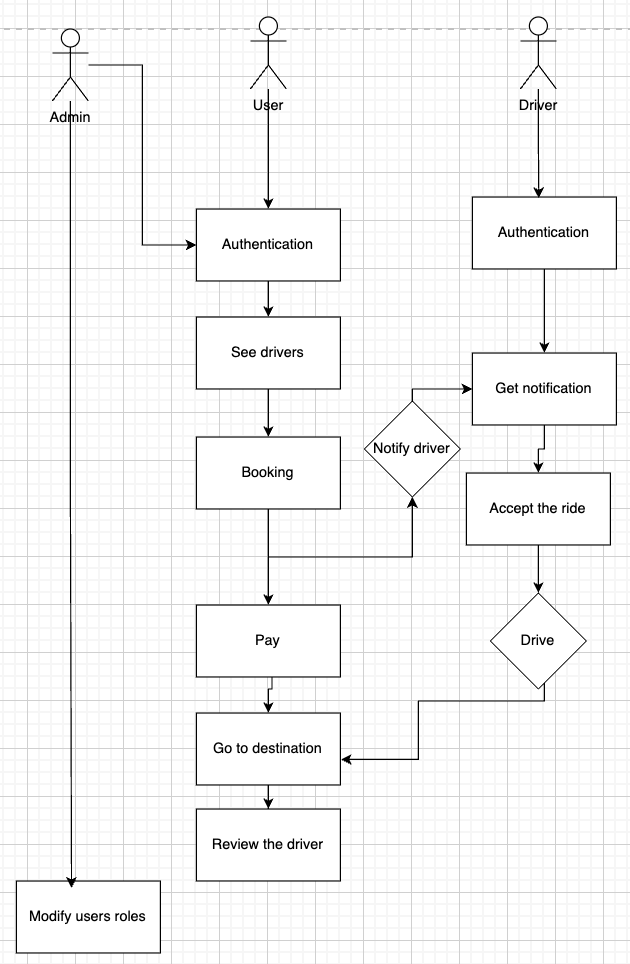 Admin
User
Driver
Authentication
Authentication
See drivers
Get notification
Notify driver
Booking
Accept the ride
Pay
Drive
Go to destination
Review the driver
Modify users roles